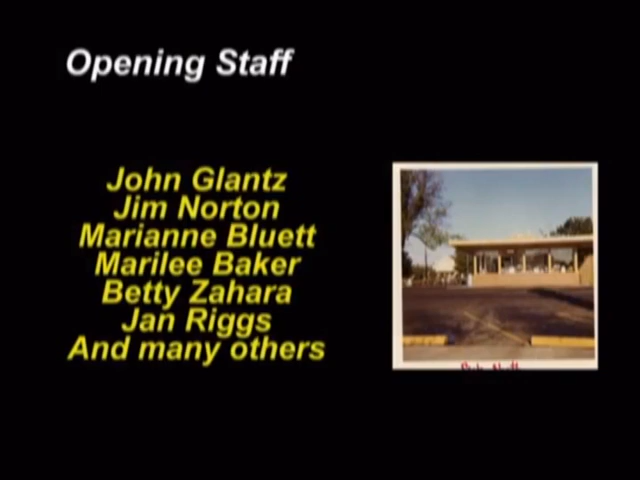 Opening Staff
John Glantz
Jim Norton
Marianne Bluett
Marilee Baker
Betty Zahara
Jan Riggs
And many others